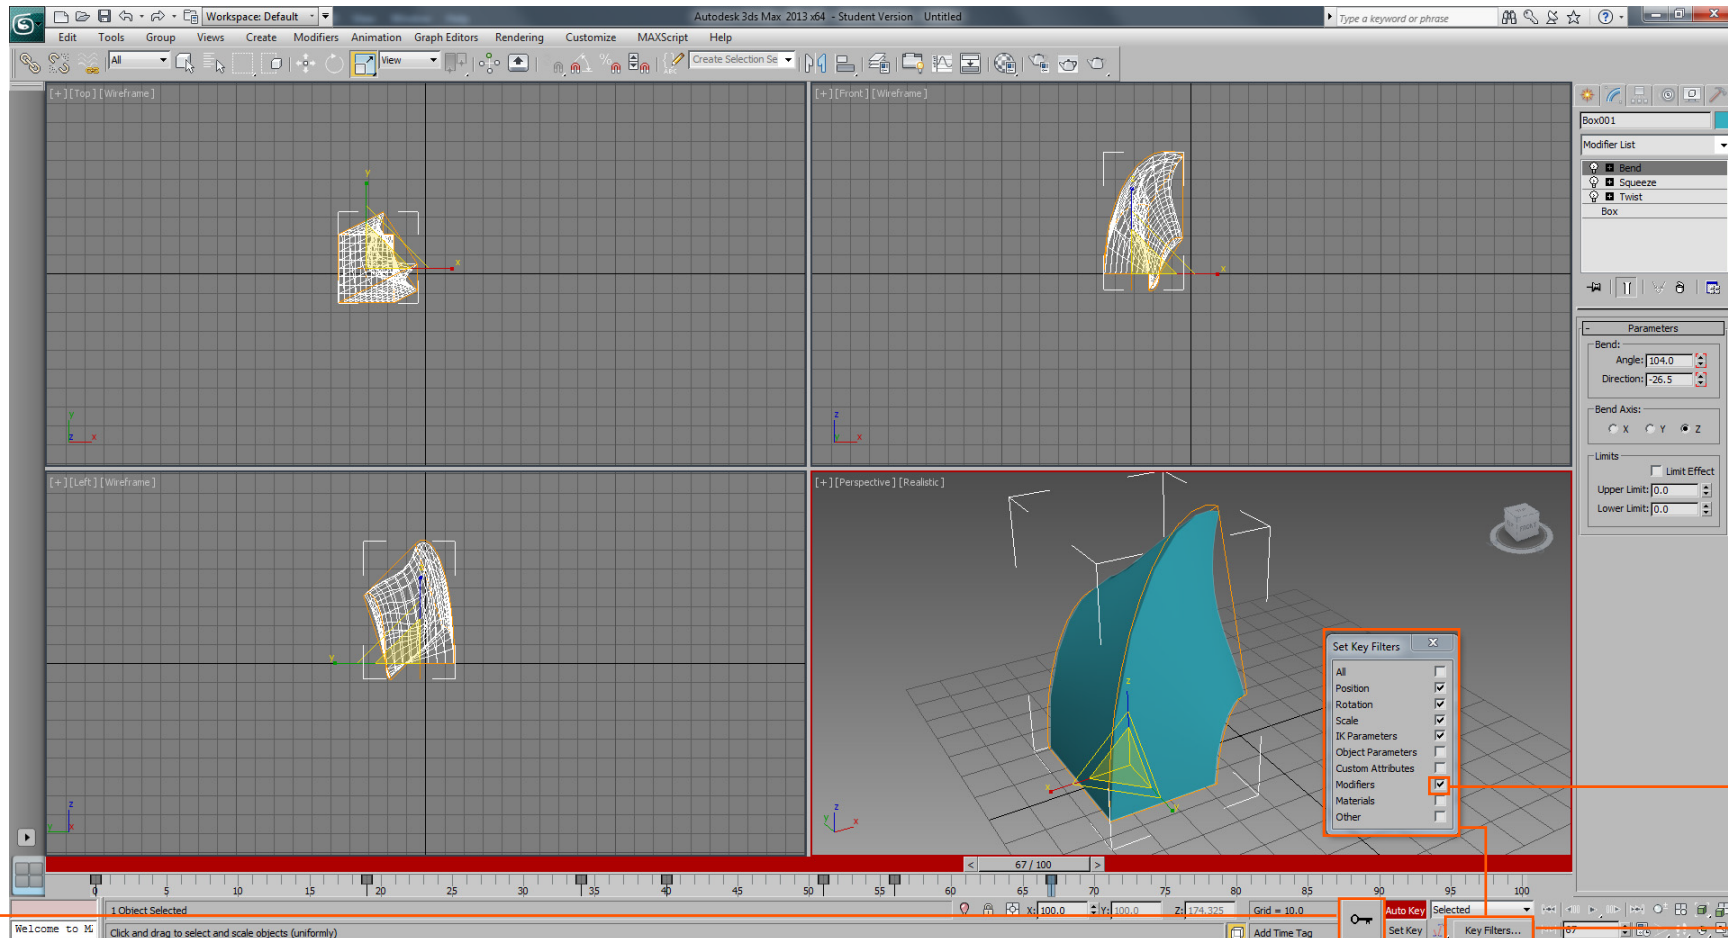 Workspace: Default
Autodesk 3ds Max 2013 x64 - Student Version Untitled
Type a keyword or phrase
Edit Tools Group Views Create Modifiers Animation Graph Editors Rendering Customize MAXScript Help
All
View
Create Selection Se
[+][Top][Wireframe]
[+][Front][Wireframe]
Box001
Modifier List
Bend
Squeeze
Twist
Box
y
x
x
Parameters
Bend:
Angle: 104.0
Direction: -26.5
Bend Axis:
X Y Z
Limits
Limit Effect
Upper Limit: 0.0
Lower Limit: 0.0
y
z x
z
x
[+][Left][Wireframe]
[+][Perspective][Realistic]
FRONT
y
z
x
y
Set Key Filters
All
Position
Rotation
Scale
IK Parameters
Object Parameters
Custom Attributes
Modifiers
Materials
Other
z
y x
z
y x
< 67 / 100 >
0 5 10 15 20 25 30 35 40 45 50 55 60 65 70 75 80 85 90 95 100
1 Object Selected
X: 100.0 Y: 100.0 Z: 174.325 Grid = 10.0
Auto Key Selected
Welcome to M
Click and drag to select and scale objects (uniformly)
Add Time Tag
Set Key Key Filters... 67